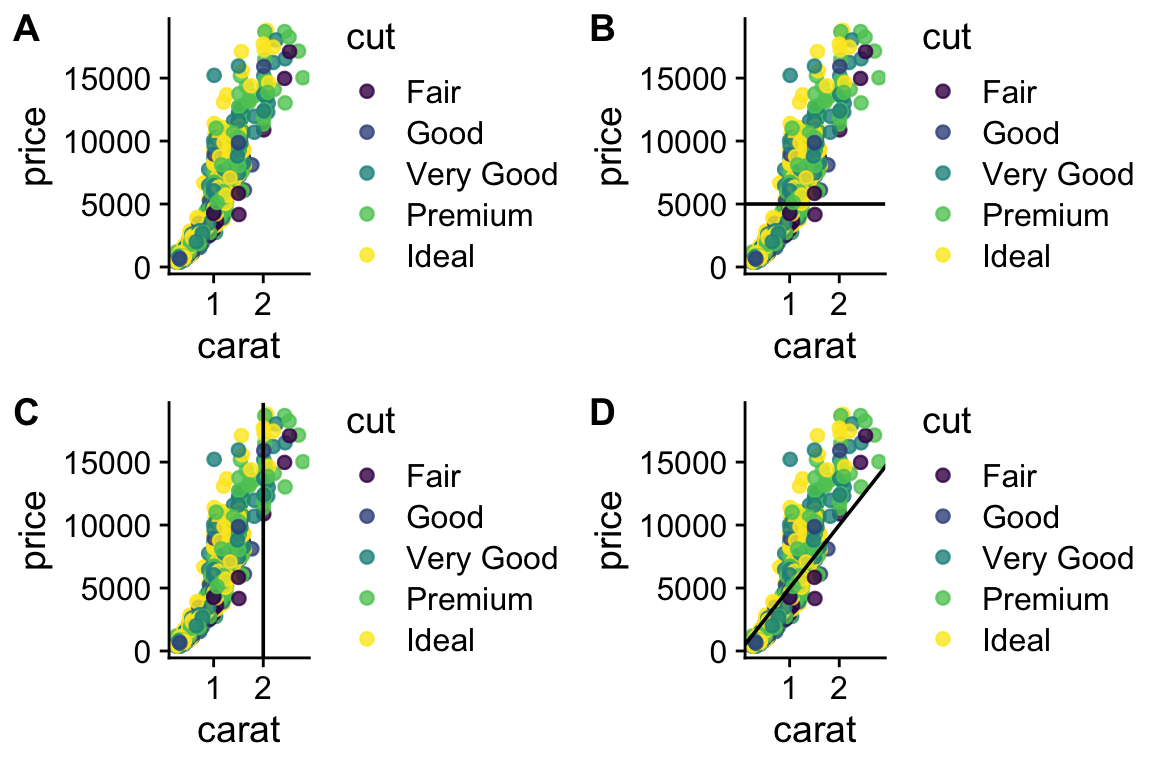 A
price
15000
10000
5000
0
1 2
carat
cut
Fair
Good
Very Good
Premium
Ideal
B
price
15000
10000
5000
0
1 2
carat
cut
Fair
Good
Very Good
Premium
Ideal
C
price
15000
10000
5000
0
1 2
carat
cut
Fair
Good
Very Good
Premium
Ideal
D
price
15000
10000
5000
0
1 2
carat
cut
Fair
Good
Very Good
Premium
Ideal